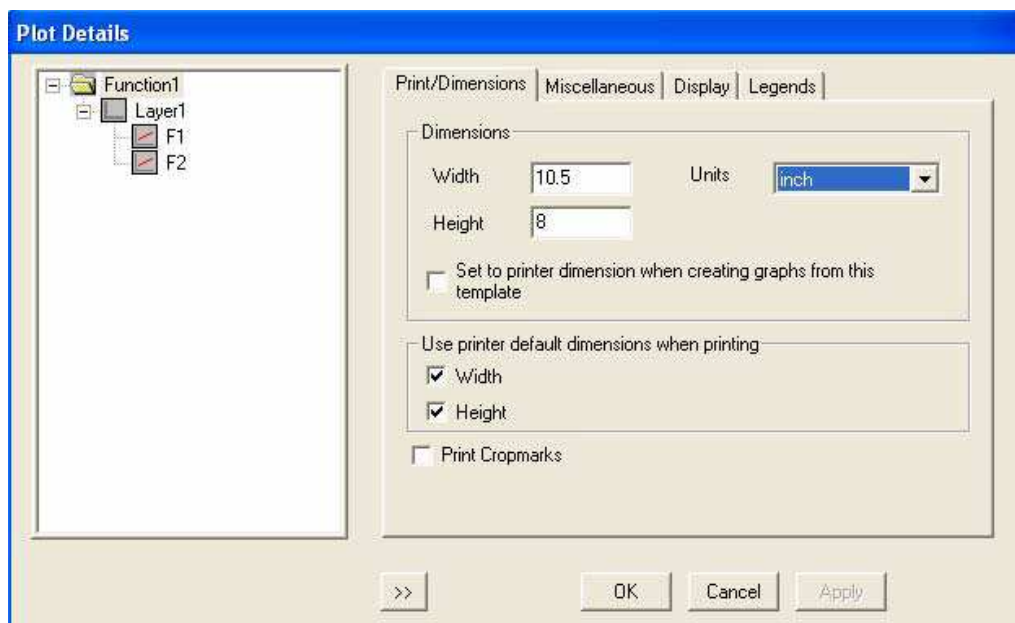 Plot Details
Function1
Layer1
F1
F2
Print/Dimensions Miscellaneous Display Legends
Dimensions
Width 10.5 Units inch
Height 8
Set to printer dimension when creating graphs from this
template
Use printer default dimensions when printing
Width
Height
Print Cropmarks
>> OK Cancel Apply